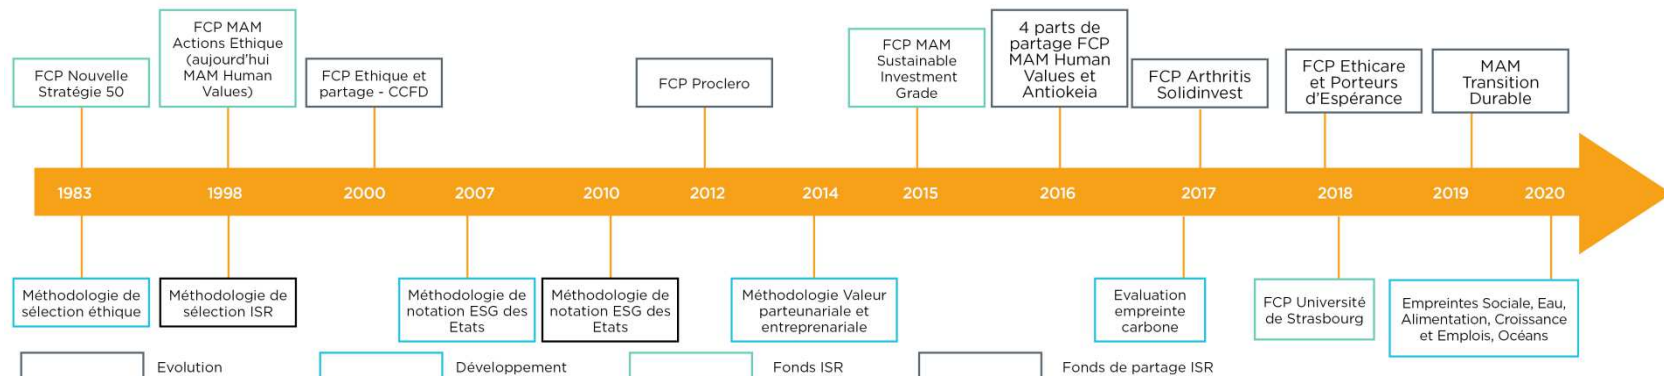 FCP Nouvelle
Stratégie 50
FCP MAM
Actions Ethique
(aujourd'hui
MAM Human
Values)
FCP Ethique et
partage - CCFD
FCP Proclero
FCP MAM
Sustainable
Investment
Grade
4 parts de
partage FCP
MAM Human
Values et
Antiokeia
FCP Arthritis
Solidinvest
FCP Ethicare
et Porteurs
d'Espérance
MAM
Transition
Durable
1983
1998
2000
2007
2010
2012
2014
2015
2016
2017
2018
2019
2020
Méthodologie de
sélection éthique
Méthodologie de
sélection ISR
Méthodologie de
notation ESG des
Etats
Méthodologie de
notation ESG des
Etats
Méthodologie Valeur
parteunariale et
entreprenariale
Evaluation
empreinte
carbone
FCP Université
de Strasbourg
Empreintes Sociale, Eau,
Alimentation, Croissance
et Emplois, Océans
Evolution
Développement
Fonds ISR
Fonds de partage ISR